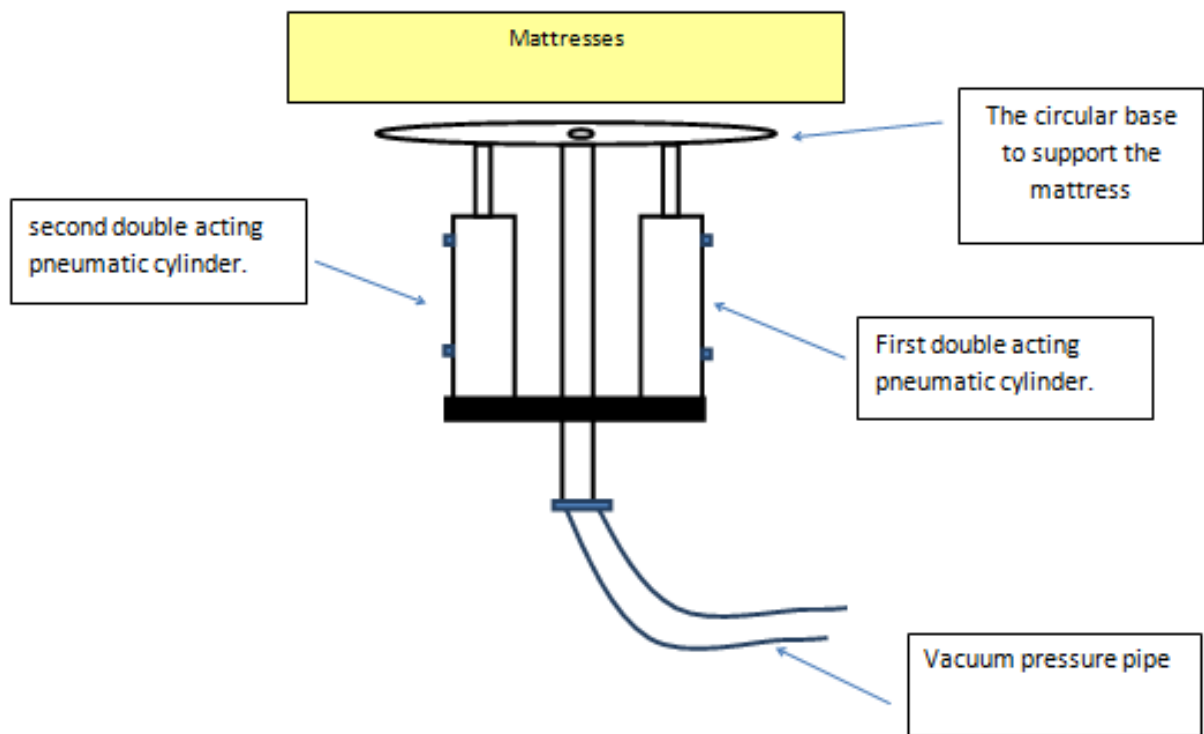 Mattresses
The circular base
to support the
mattress
second double acting
pneumatic cylinder.
First double acting
pneumatic cylinder.
Vacuum pressure pipe